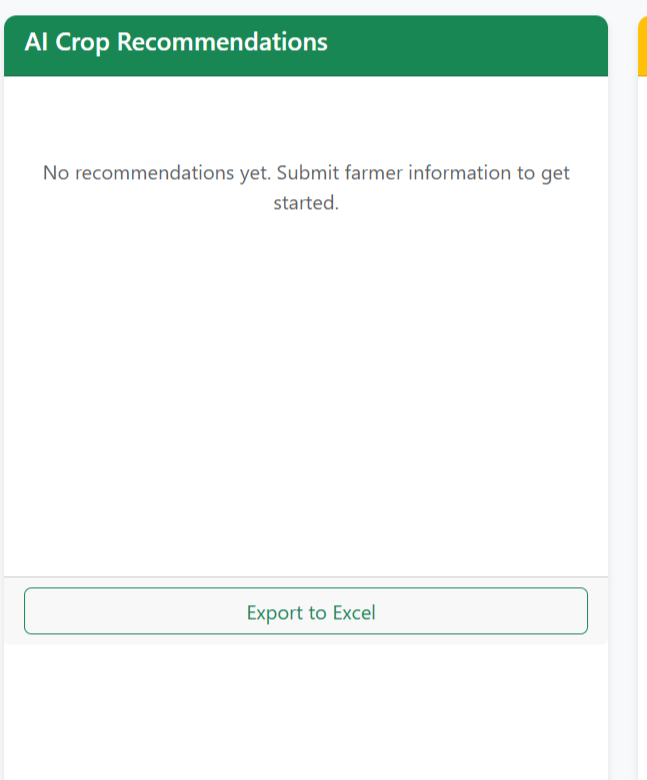 AI Crop Recommendations
No recommendations yet. Submit farmer information to get
started.
Export to Excel